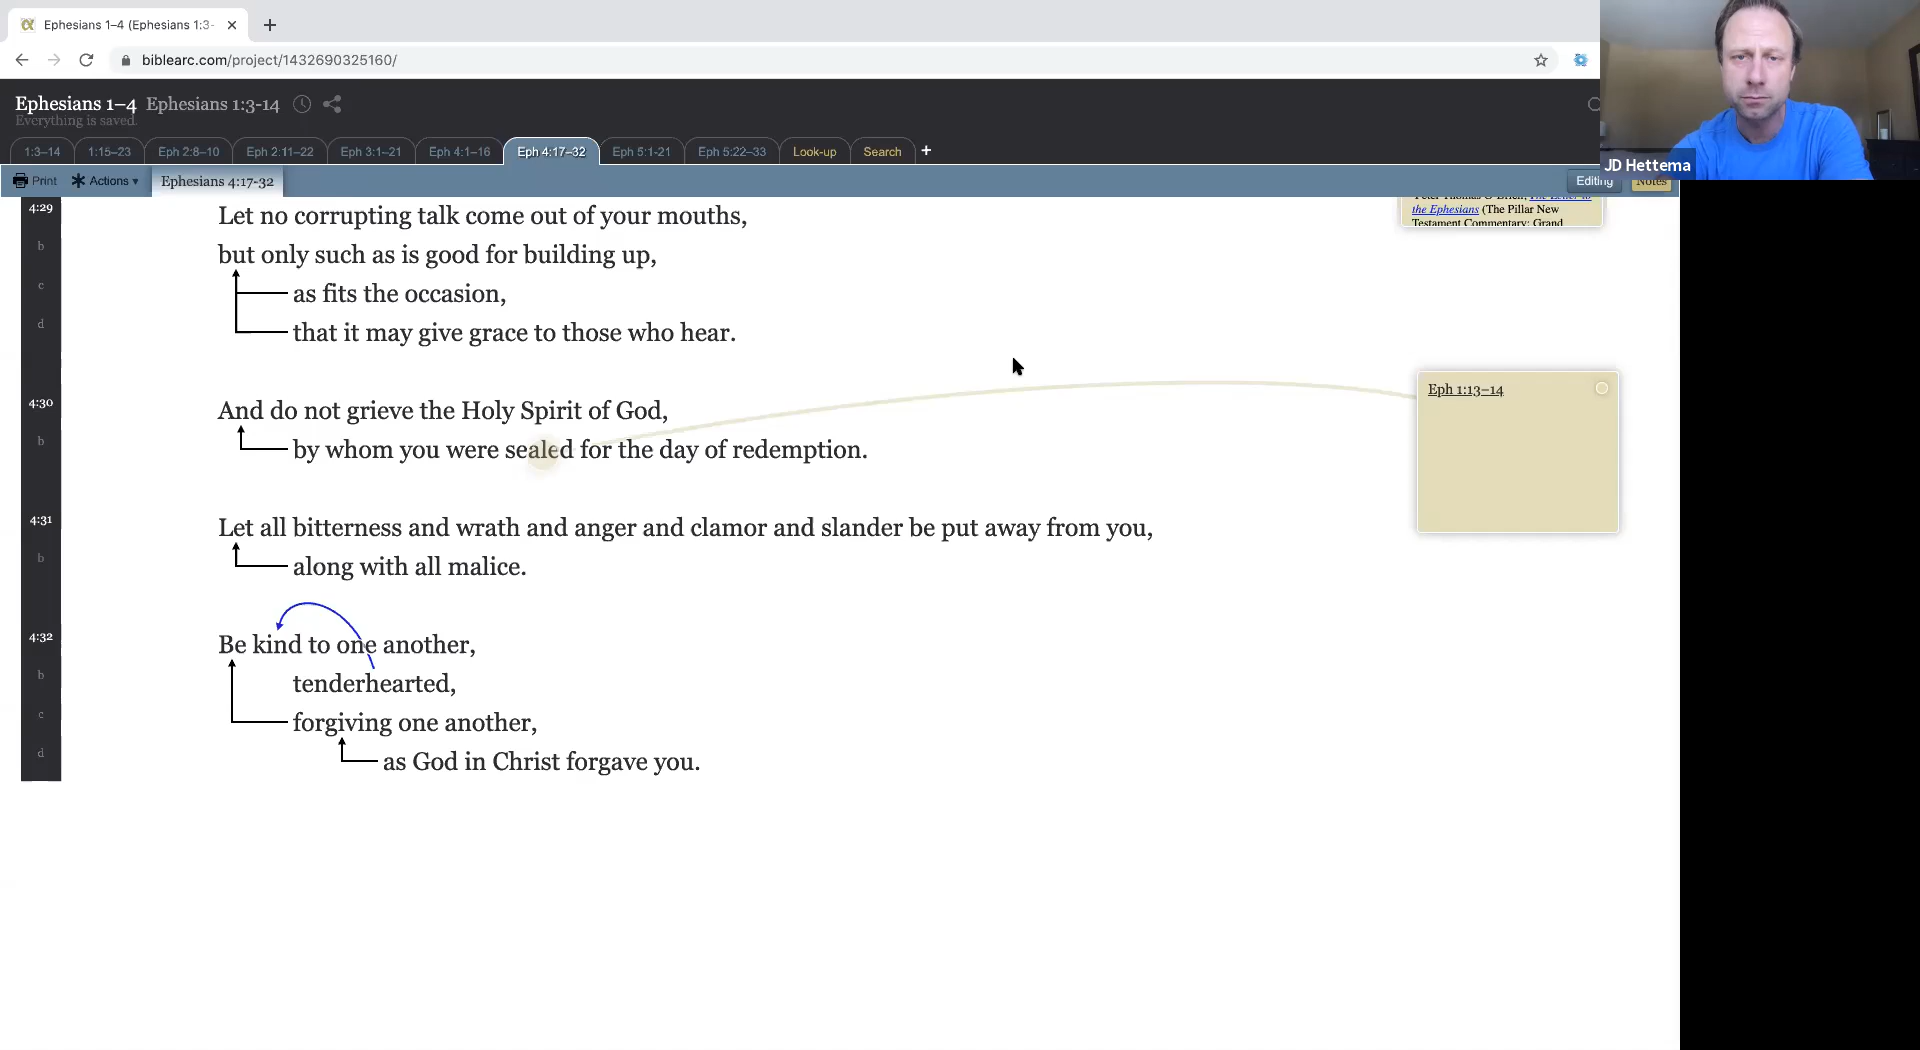 Ephesians 1–4 (Ephesians 1:3-
biblearc.com/project/1432690325160/
Ephesians 1–4 Ephesians 1:3-14
Everything is saved.
1:3–14 1:15–23 Eph 2:8–10 Eph 2:11–22 Eph 3:1–21 Eph 4:1–16 Eph 4:17–32 Eph 5:1-21 Eph 5:22–33 Look-up Search +
Print Actions ▾ Ephesians 4:17-32 Editing Notes
JD Hettema
the Ephesians (The Pillar New
Testament Commentary; Grand
4:29 Let no corrupting talk come out of your mouths,
b but only such as is good for building up,
c as fits the occasion,
d that it may give grace to those who hear.
Eph 1:13–14
4:30 And do not grieve the Holy Spirit of God,
b by whom you were sealed for the day of redemption.
4:31 Let all bitterness and wrath and anger and clamor and slander be put away from you,
b along with all malice.
4:32 Be kind to one another,
b tenderhearted,
c forgiving one another,
d as God in Christ forgave you.